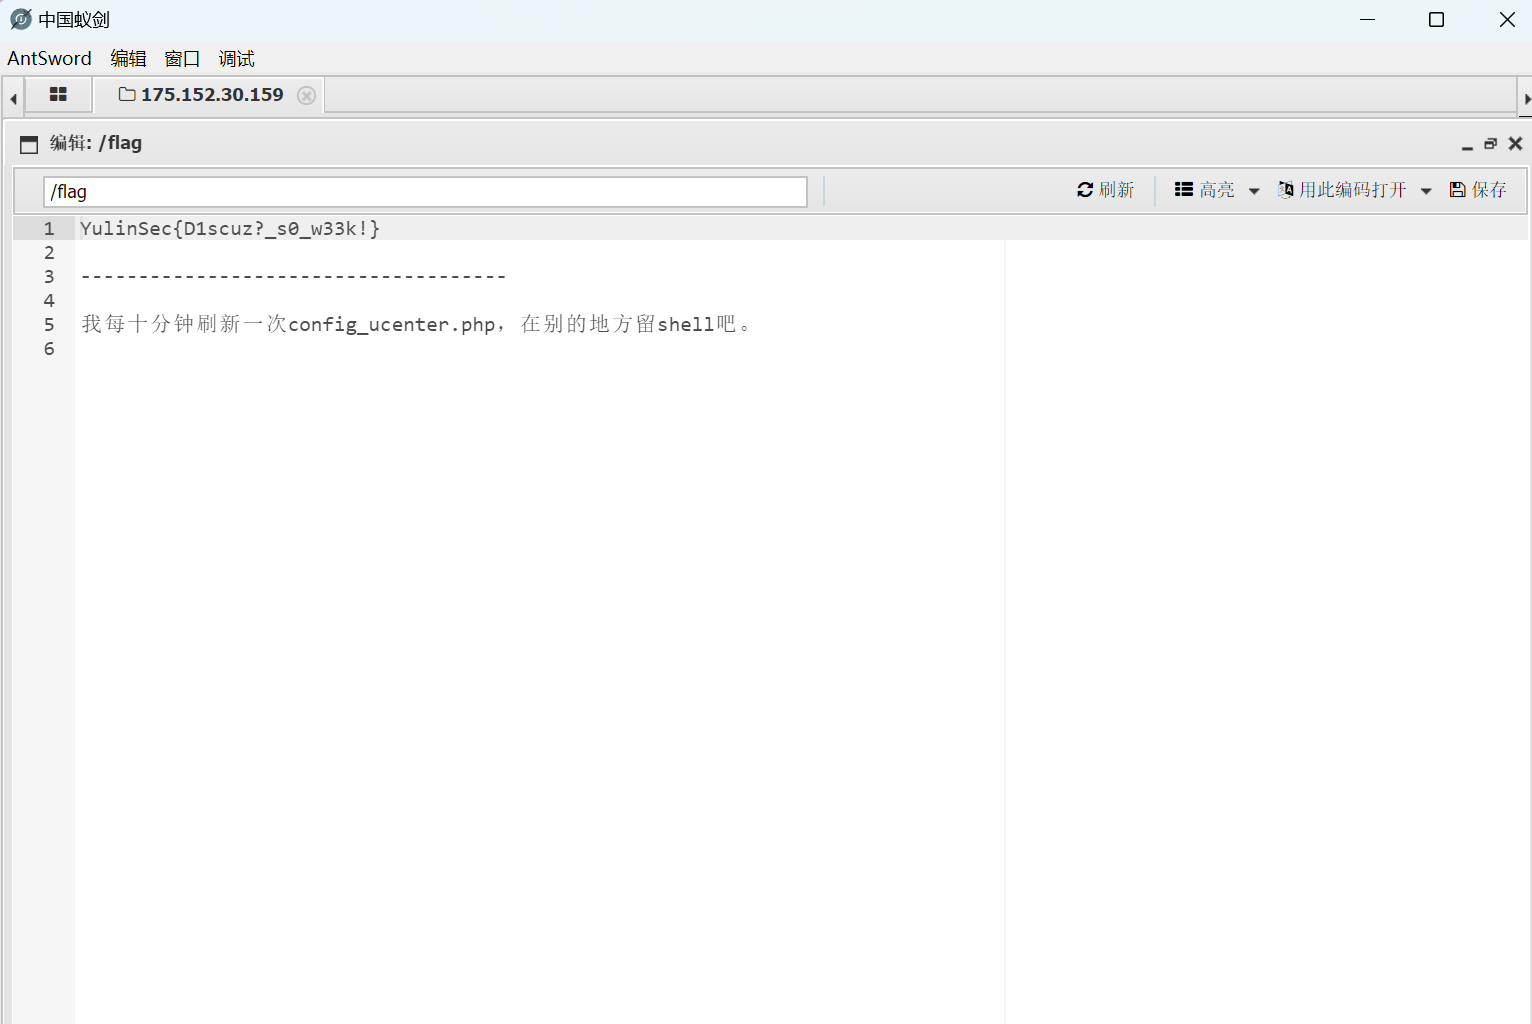 中国蚁剑
AntSword 编辑 窗口 调试
175.152.30.159
编辑: /flag
/flag 刷新 高亮 用此编码打开 保存
1 YulinSec{D1scuz?_s0_w33k!}
2
3 -------------------------------------
4
5 我每十分钟刷新一次config_ucenter.php，在别的地方留shell吧。
6